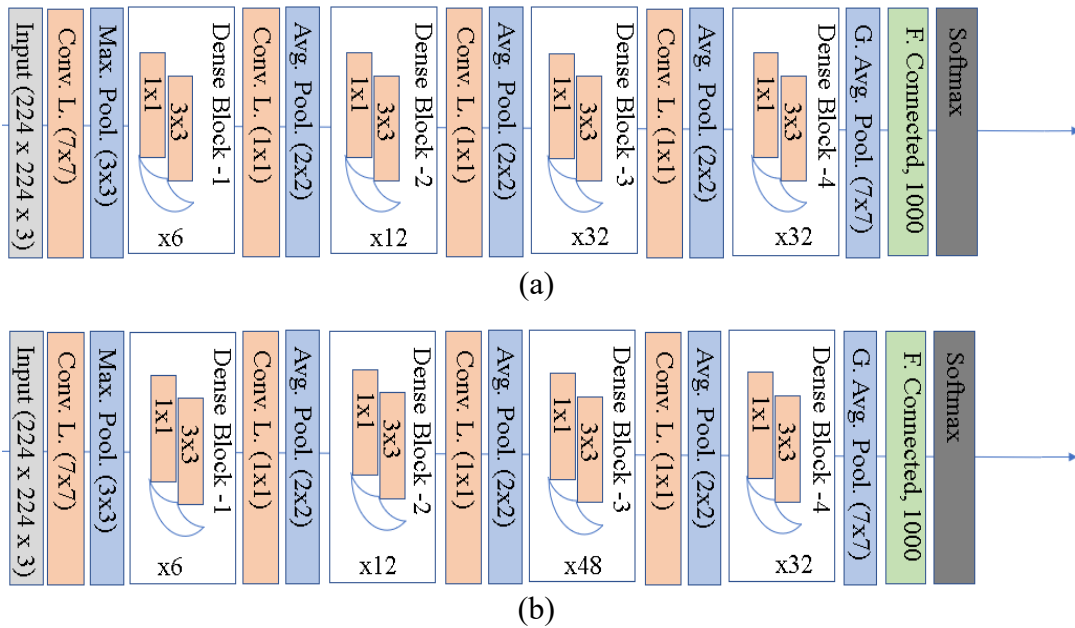 Input (224 x 224 x 3)
Conv. L. (7x7)
Max. Pool. (3x3)
1x1
3x3
Dense Block -1
x6
Conv. L. (1x1)
Avg. Pool. (2x2)
1x1
3x3
Dense Block -2
x12
Conv. L. (1x1)
Avg. Pool. (2x2)
1x1
3x3
Dense Block -3
x32
Conv. L. (1x1)
Avg. Pool. (2x2)
1x1
3x3
Dense Block -4
x32
G. Avg. Pool. (7x7)
F. Connected, 1000
Softmax
(a)
Input (224 x 224 x 3)
Conv. L. (7x7)
Max. Pool. (3x3)
1x1
3x3
Dense Block -1
x6
Conv. L. (1x1)
Avg. Pool. (2x2)
1x1
3x3
Dense Block -2
x12
Conv. L. (1x1)
Avg. Pool. (2x2)
1x1
3x3
Dense Block -3
x48
Conv. L. (1x1)
Avg. Pool. (2x2)
1x1
3x3
Dense Block -4
x32
G. Avg. Pool. (7x7)
F. Connected, 1000
Softmax
(b)